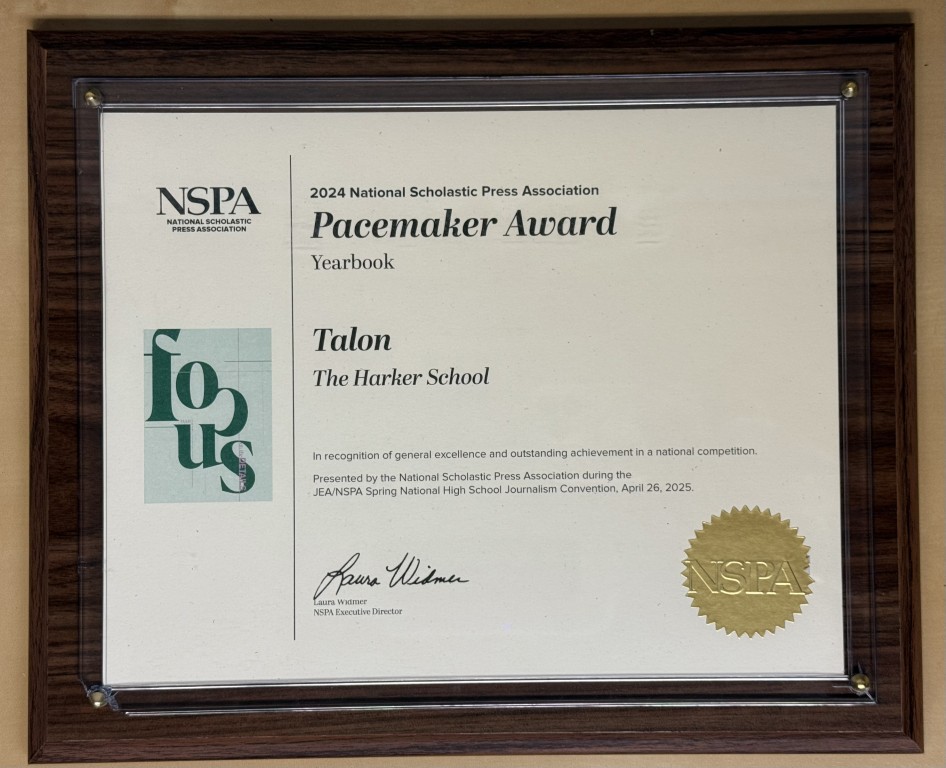 NSPA
NATIONAL SCHOLASTIC
PRESS ASSOCIATION
2024 National Scholastic Press Association
Pacemaker Award
Yearbook
focus
Talon
The Harker School
In recognition of general excellence and outstanding achievement in a national competition.
Presented by the National Scholastic Press Association during the
JEA/NSPA Spring National High School Journalism Convention, April 26, 2025.
Laura Widmer
Laura Widmer
NSPA Executive Director
NSPA